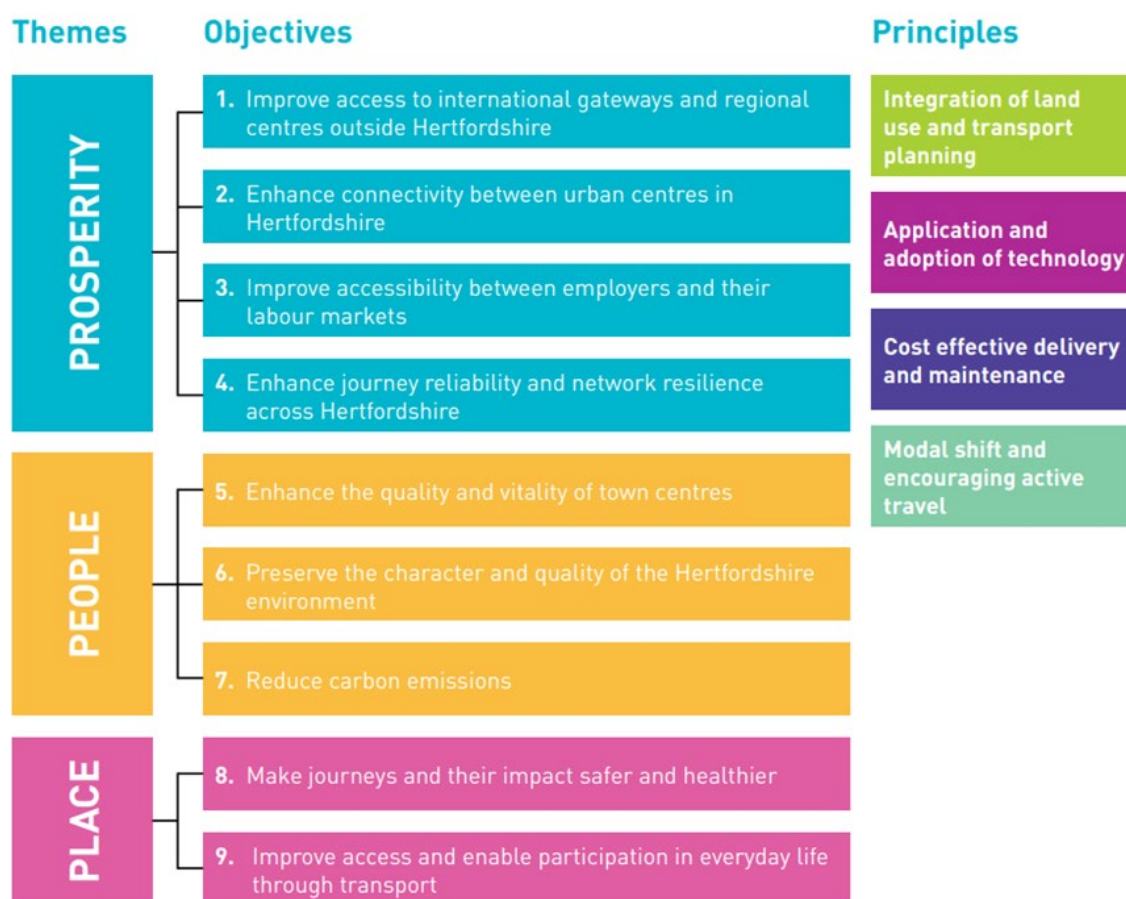 Themes
Objectives
Principles
PROSPERITY
1. Improve access to international gateways and regional
centres outside Hertfordshire
2. Enhance connectivity between urban centres in
Hertfordshire
3. Improve accessibility between employers and their
labour markets
4. Enhance journey reliability and network resilience
across Hertfordshire
PEOPLE
5. Enhance the quality and vitality of town centres
6. Preserve the character and quality of the Hertfordshire
environment
7. Reduce carbon emissions
PLACE
8. Make journeys and their impact safer and healthier
9. Improve access and enable participation in everyday life
through transport
Integration of land
use and transport
planning
Application and
adoption of technology
Cost effective delivery
and maintenance
Modal shift and
encouraging active
travel